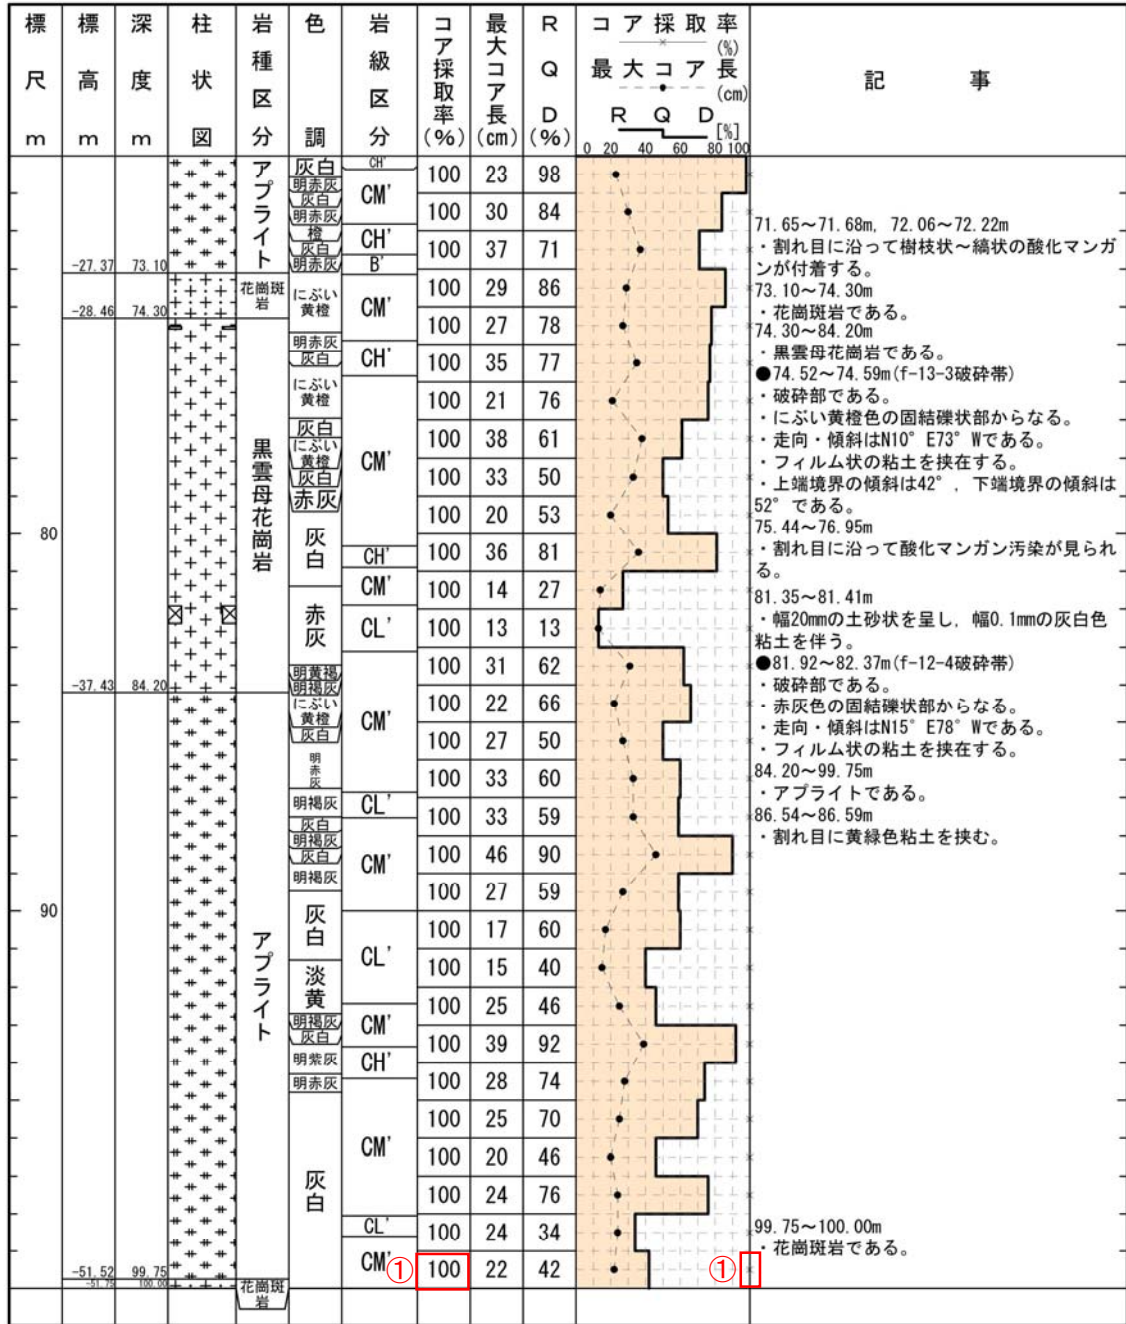 標尺 m
標高 m
深度 m
柱状図
岩種区分
色調
岩級区分
コア採取率 (%)
最大コア長 (cm)
RQD (%)
コア採取率 (%)
最大コア長 (cm)
RQD [%]
0 20 40 60 80 100
記事
80
90
-27.37 73.10
-28.46 74.30
-37.43 84.20
-51.52 99.75
-51.75 100.00
アプライト
花崗斑岩
黒雲母花崗岩
アプライト
花崗斑岩
灰白
明赤灰
灰白
明赤灰
橙
灰白
明赤灰
にぶい黄橙
明赤灰
灰白
にぶい黄橙
灰白
にぶい黄橙
灰白
赤灰
灰白
赤灰
明黄褐
明褐灰
にぶい黄橙
灰白
明赤灰
明褐灰
灰白
明褐灰
灰白
明褐灰
灰白
淡黄
明褐灰
灰白
明紫灰
明赤灰
灰白
CH'
CM'
CH'
B'
CM'
CH'
CM'
CH'
CM'
CL'
CM'
CL'
CM'
CL'
CM'
CH'
CM'
CL'
CM'
100 23 98
100 30 84
100 37 71
100 29 86
100 27 78
100 35 77
100 21 76
100 38 61
100 33 50
100 20 53
100 36 81
100 14 27
100 13 13
100 31 62
100 22 66
100 27 50
100 33 60
100 33 59
100 46 90
100 27 59
100 17 60
100 15 40
100 25 46
100 39 92
100 28 74
100 25 70
100 20 46
100 24 76
100 24 34
① 100 22 42 ①
71.65～71.68m, 72.06～72.22m
・割れ目に沿って樹枝状～縞状の酸化マンガ
ンが付着する。
73.10～74.30m
・花崗斑岩である。
74.30～84.20m
・黒雲母花崗岩である。
●74.52～74.59m(f-13-3破砕帯)
・破砕部である。
・にぶい黄橙色の固結礫状部からなる。
・走向・傾斜はN10°E73°Wである。
・フィルム状の粘土を挟在する。
・上端境界の傾斜は42°, 下端境界の傾斜は
52°である。
75.44～76.95m
・割れ目に沿って酸化マンガン汚染が見られ
る。
81.35～81.41m
・幅20mmの土砂状を呈し, 幅0.1mmの灰白色
粘土を伴う。
●81.92～82.37m(f-12-4破砕帯)
・破砕部である。
・赤灰色の固結礫状部からなる。
・走向・傾斜はN15°E78°Wである。
・フィルム状の粘土を挟在する。
84.20～99.75m
・アプライトである。
86.54～86.59m
・割れ目に黄緑色粘土を挟む。
99.75～100.00m
・花崗斑岩である。